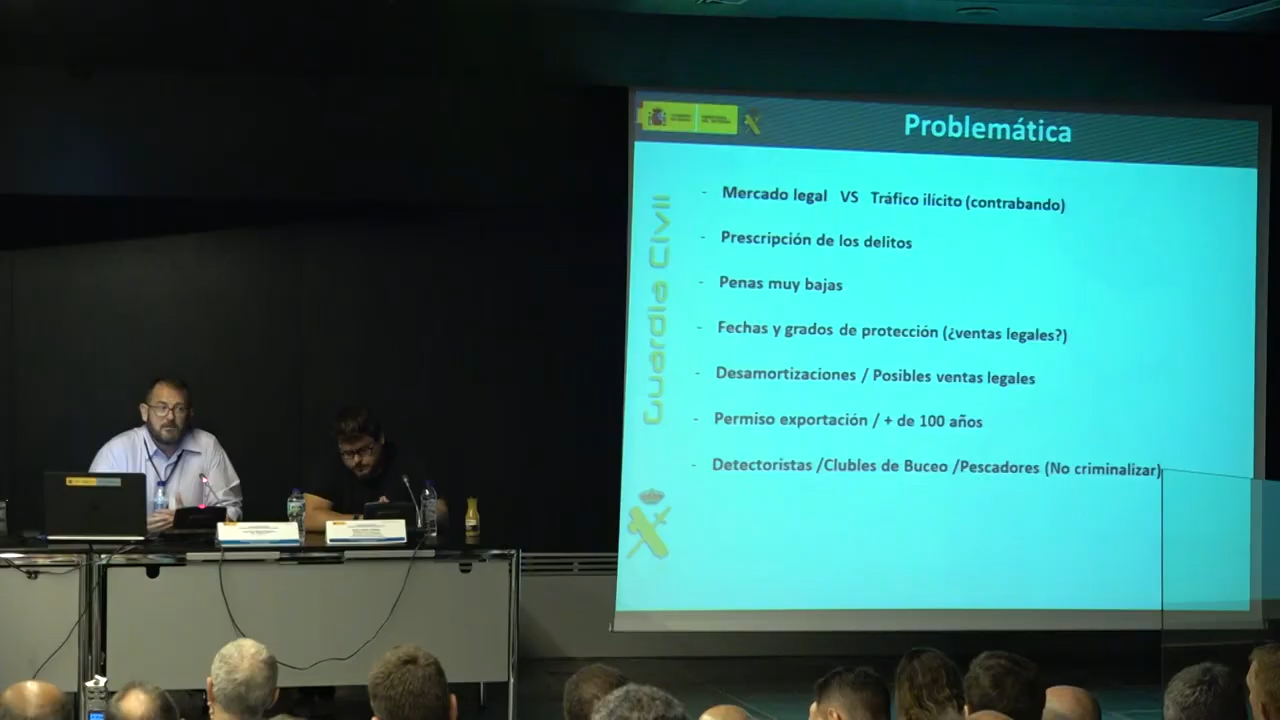 Problemática
- Mercado legal VS Tráfico ilícito (contrabando)
- Prescripción de los delitos
- Penas muy bajas
- Fechas y grados de protección (¿ventas legales?)
- Desamortizaciones / Posibles ventas legales
- Permiso exportación / + de 100 años
- Detectoristas /Clubles de Buceo /Pescadores (No criminalizar)
Guardia Civil